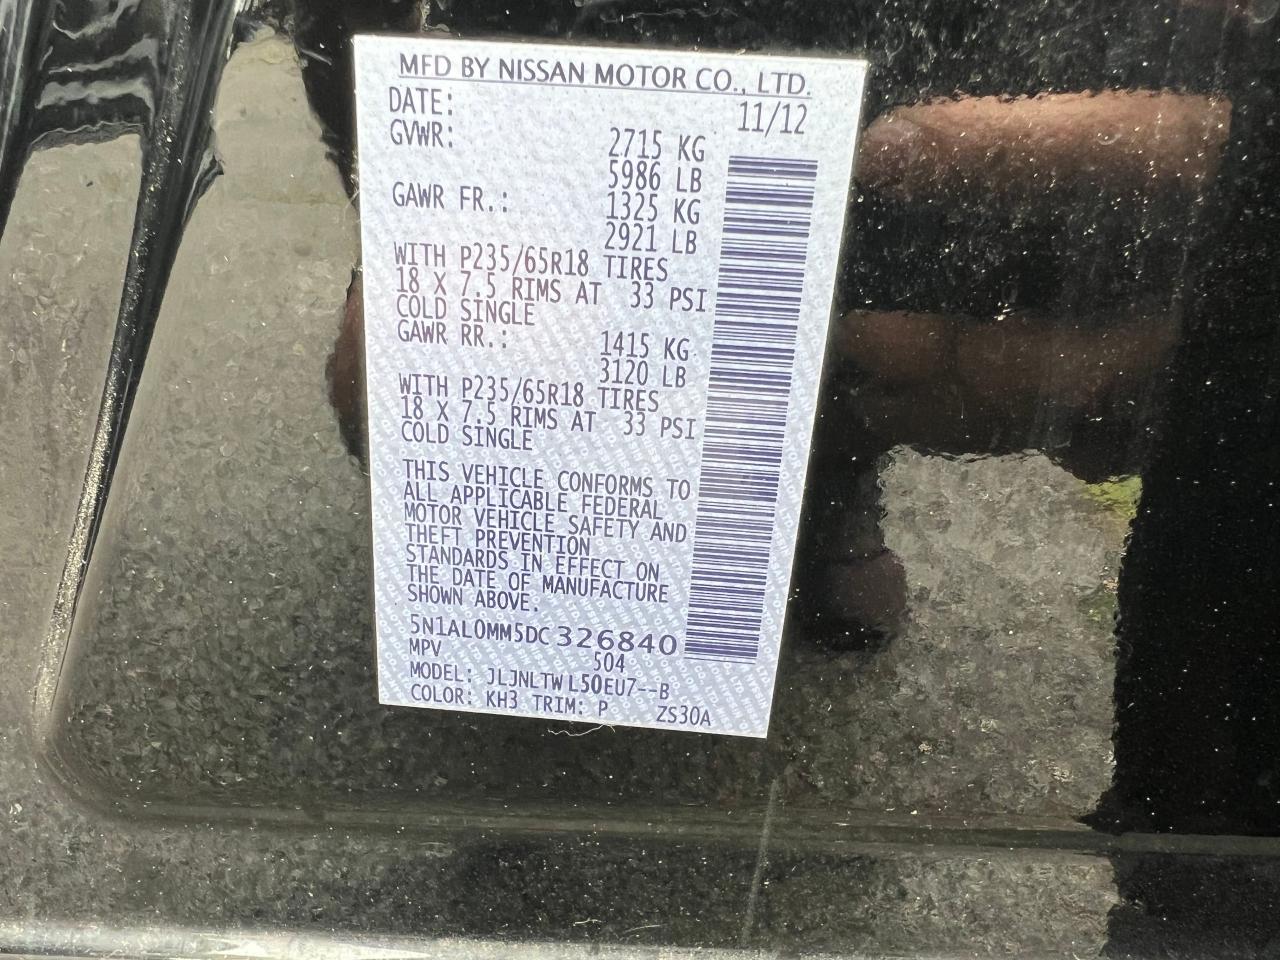 MFD BY NISSAN MOTOR CO., LTD.
DATE: 11/12
GVWR: 2715 KG
5986 LB
GAWR FR.: 1325 KG
2921 LB
WITH P235/65R18 TIRES
18 X 7.5 RIMS AT 33 PSI
COLD SINGLE
GAWR RR.: 1415 KG
3120 LB
WITH P235/65R18 TIRES
18 X 7.5 RIMS AT 33 PSI
COLD SINGLE
THIS VEHICLE CONFORMS TO
ALL APPLICABLE FEDERAL
MOTOR VEHICLE SAFETY AND
THEFT PREVENTION
STANDARDS IN EFFECT ON
THE DATE OF MANUFACTURE
SHOWN ABOVE.
5N1AL0MM5DC326840
MPV 504
MODEL: JLJNLTWL50EU7--B
COLOR: KH3 TRIM: P ZS30A